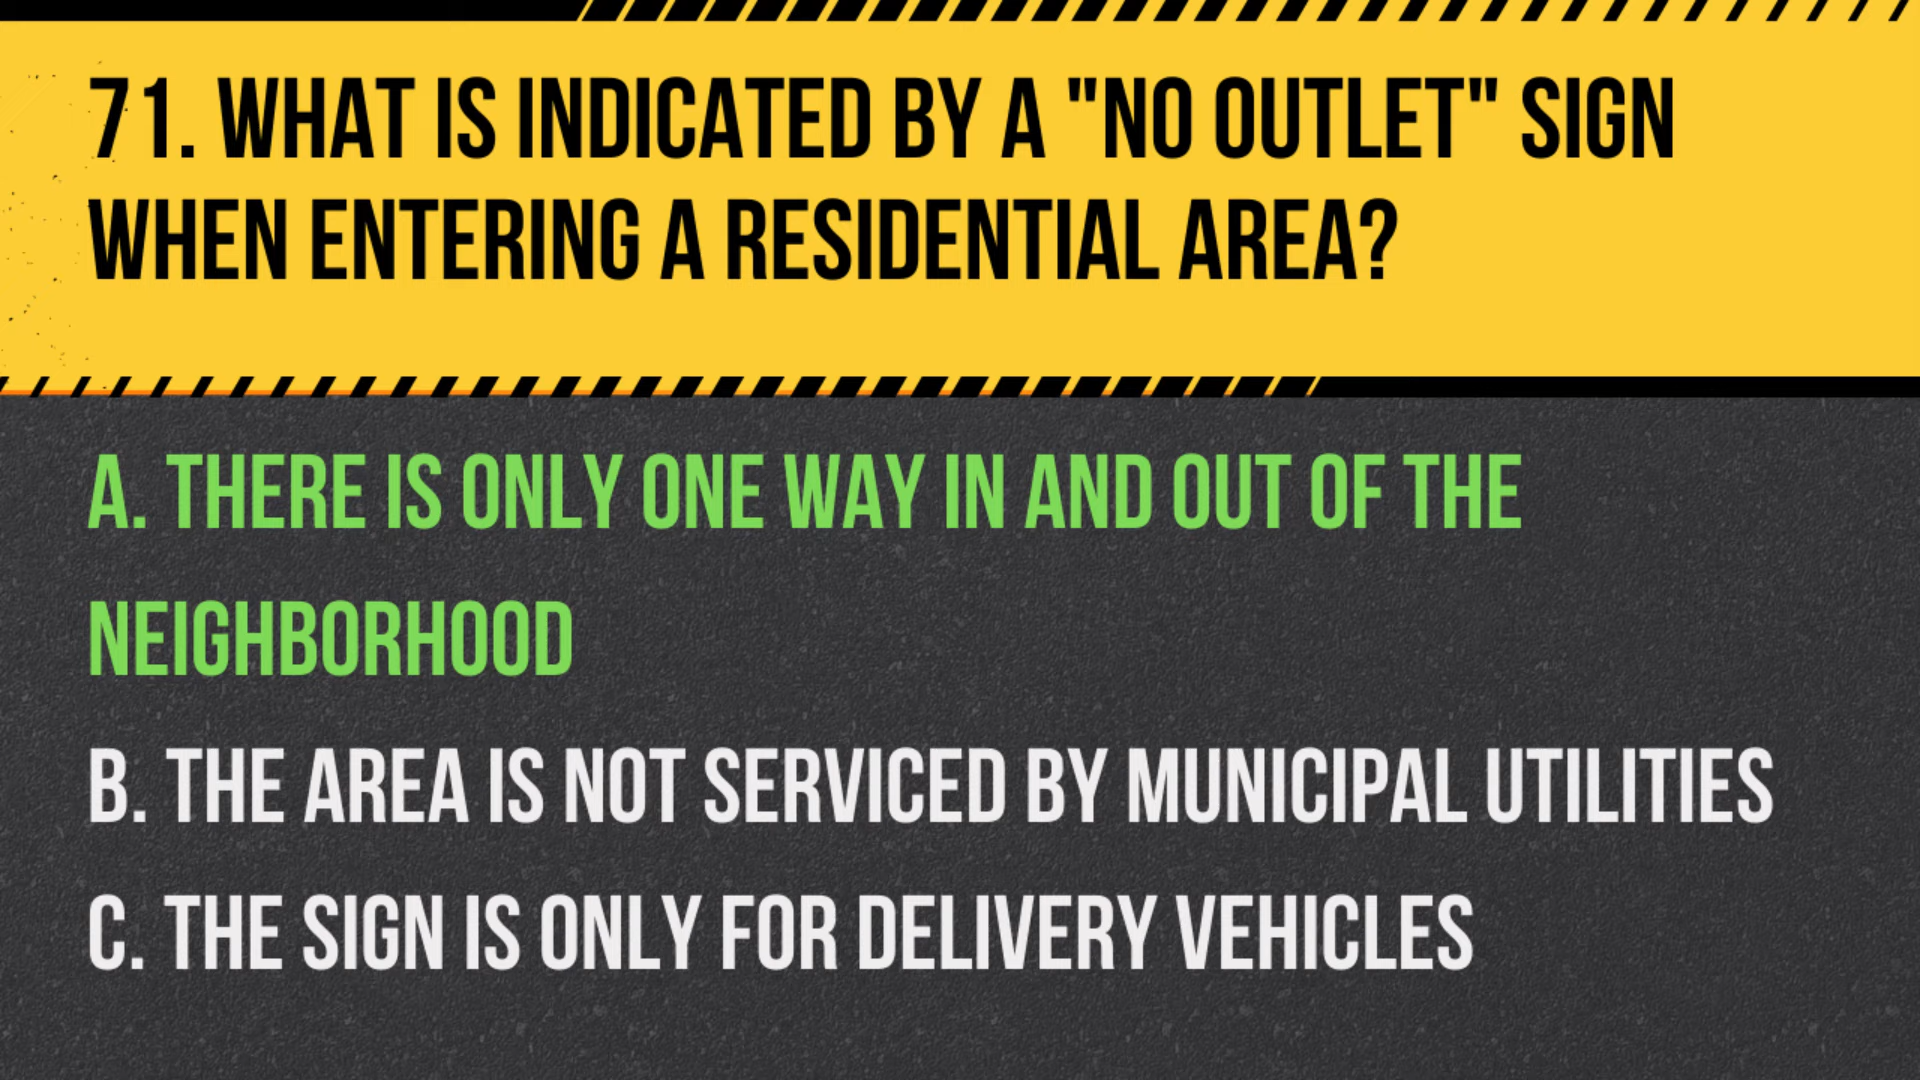 71. WHAT IS INDICATED BY A "NO OUTLET" SIGN
WHEN ENTERING A RESIDENTIAL AREA?
A. THERE IS ONLY ONE WAY IN AND OUT OF THE
NEIGHBORHOOD
B. THE AREA IS NOT SERVICED BY MUNICIPAL UTILITIES
C. THE SIGN IS ONLY FOR DELIVERY VEHICLES